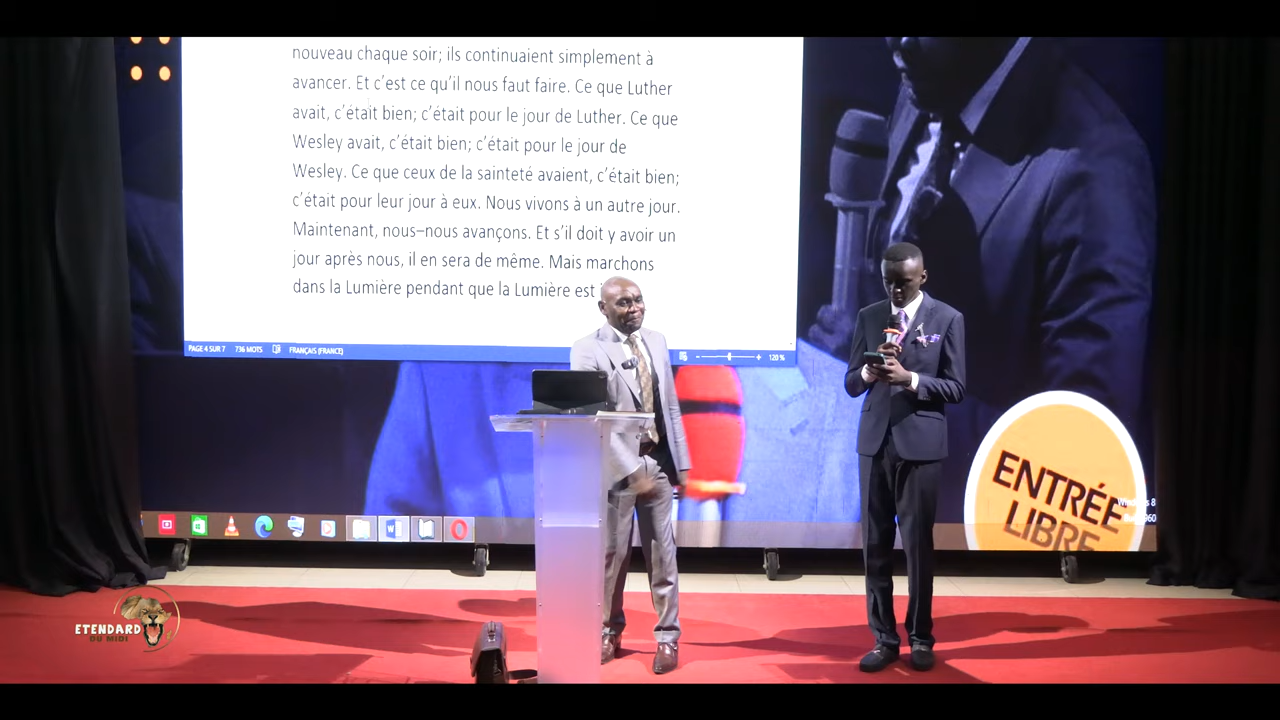 nouveau chaque soir; ils continuaient simplement à
avancer. Et c'est ce qu'il nous faut faire. Ce que Luther
avait, c'était bien; c'était pour le jour de Luther. Ce que
Wesley avait, c'était bien; c'était pour le jour de
Wesley. Ce que ceux de la sainteté avaient, c'était bien;
c'était pour leur jour à eux. Nous vivons à un autre jour.
Maintenant, nous–nous avançons. Et s'il doit y avoir un
jour après nous, il en sera de même. Mais marchons
dans la Lumière pendant que la Lumière est
PAGE 4 SUR 7 736 MOTS FRANÇAIS (FRANCE) 120 %
ENTRÉE
LIBRE
ETENDARD
DU MIDI